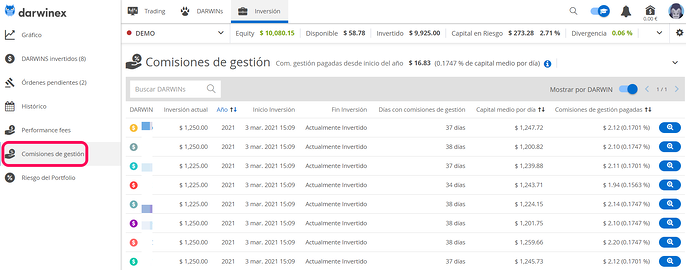 darwinex
Trading
DARWINs
Inversión
0.00 €
DEMO
Equity $ 10,080.15
Disponible $ 58.78
Invertido $ 9,925.00
Capital en Riesgo $ 273.28 2.71 %
Divergencia 0.06 %
Gráfico
DARWINS invertidos (8)
Órdenes pendientes (2)
Histórico
Performance fees
Comisiones de gestión
Riesgo del Portfolio
Comisiones de gestión Com. gestión pagadas desde inicio del año $ 16.83 (0.1747 % de capital medio por día)
Buscar DARWINs
Mostrar por DARWIN
1 / 1
DARWIN Inversión actual Año Inicio Inversión Fin Inversión Días con comisiones de gestión Capital medio por día Comisiones de gestión pagadas
$ 1,250.00 2021 3 mar. 2021 15:09 Actualmente Invertido 37 días $ 1,247.72 $ 2.12 (0.1701 %)
$ 1,250.00 2021 3 mar. 2021 15:09 Actualmente Invertido 38 días $ 1,200.82 $ 2.10 (0.1747 %)
$ 1,225.00 2021 3 mar. 2021 15:09 Actualmente Invertido 37 días $ 1,239.88 $ 2.11 (0.1701 %)
$ 1,225.00 2021 3 mar. 2021 15:09 Actualmente Invertido 34 días $ 1,243.71 $ 1.94 (0.1563 %)
$ 1,225.00 2021 3 mar. 2021 15:09 Actualmente Invertido 38 días $ 1,224.15 $ 2.14 (0.1747 %)
$ 1,250.00 2021 3 mar. 2021 15:09 Actualmente Invertido 38 días $ 1,201.75 $ 2.10 (0.1747 %)
$ 1,250.00 2021 3 mar. 2021 15:09 Actualmente Invertido 38 días $ 1,259.66 $ 2.20 (0.1747 %)
$ 1,250.00 2021 3 mar. 2021 15:09 Actualmente Invertido 37 días $ 1,245.73 $ 2.12 (0.1701 %)